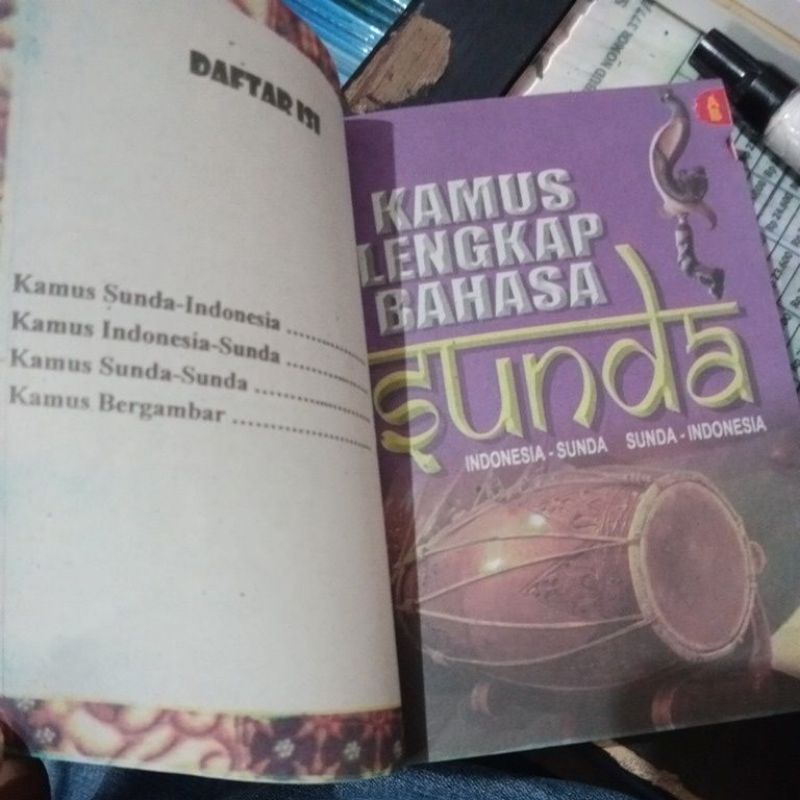 DAFTAR ISI
Kamus Sunda-Indonesia ..............
Kamus Indonesia-Sunda ..............
Kamus Sunda-Sunda ....................
Kamus Bergambar .......................
KAMUS
LENGKAP
BAHASA
sunda
INDONESIA - SUNDA SUNDA - INDONESIA